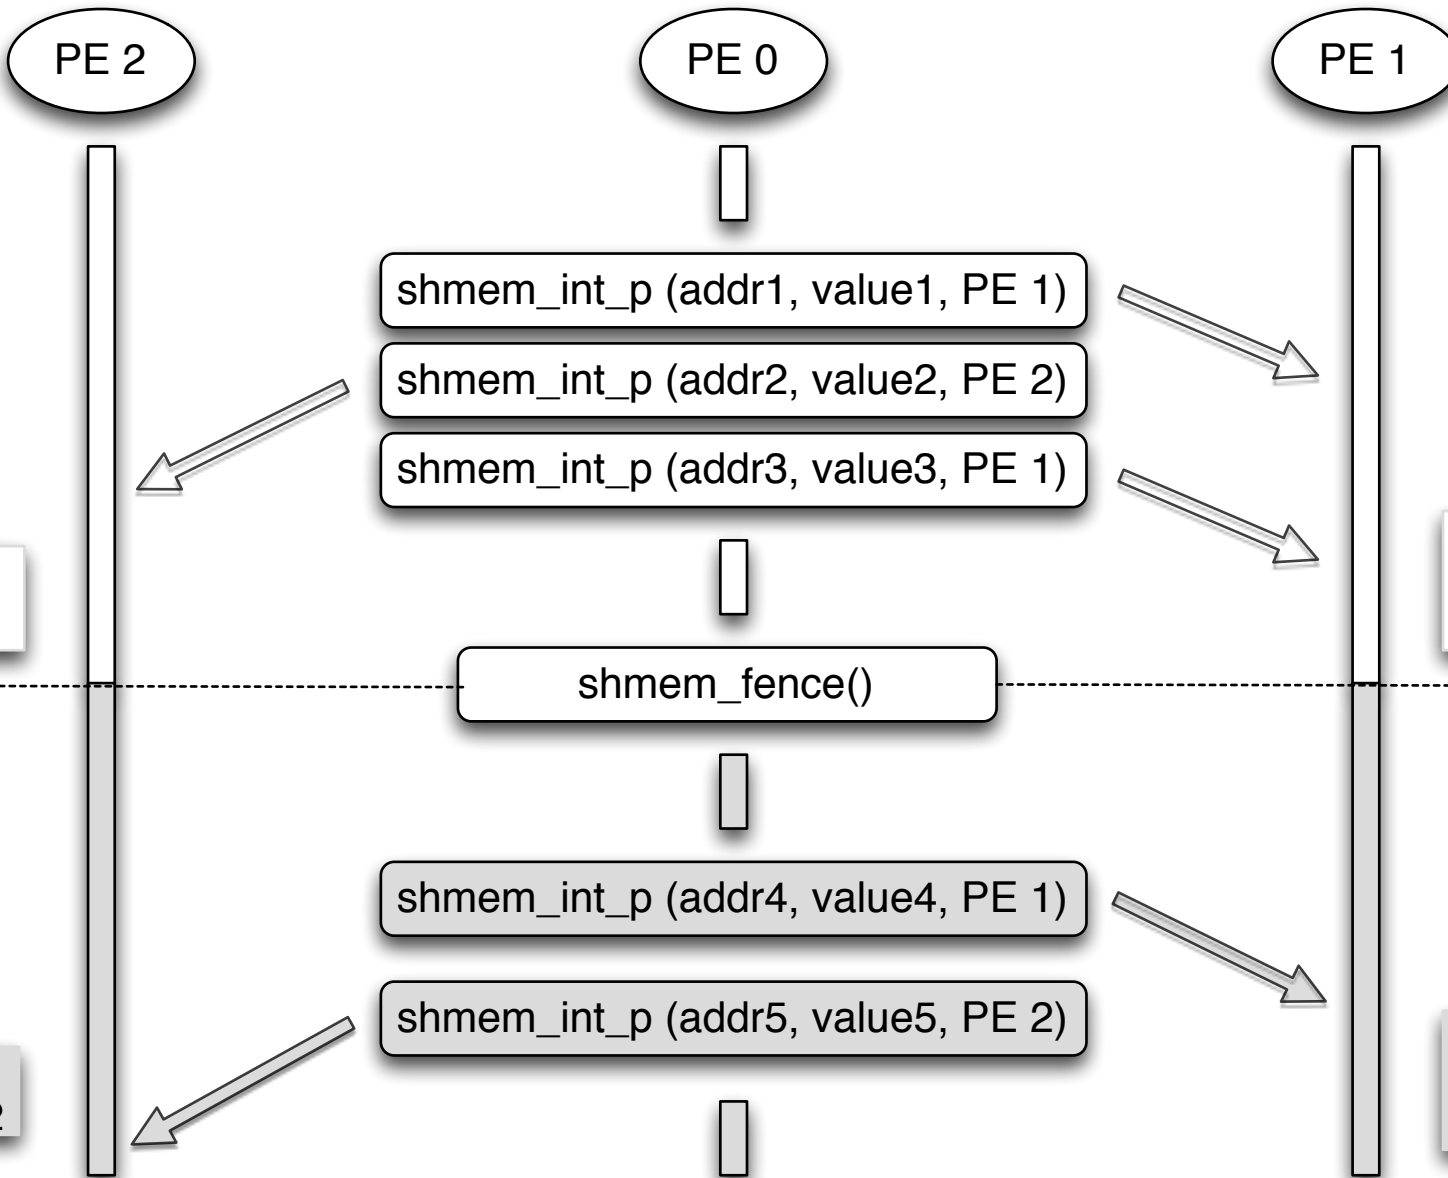 PE 2
PE 0
PE 1
shmem_int_p (addr1, value1, PE 1)
shmem_int_p (addr2, value2, PE 2)
shmem_int_p (addr3, value3, PE 1)
shmem_fence()
shmem_int_p (addr4, value4, PE 1)
shmem_int_p (addr5, value5, PE 2)
2